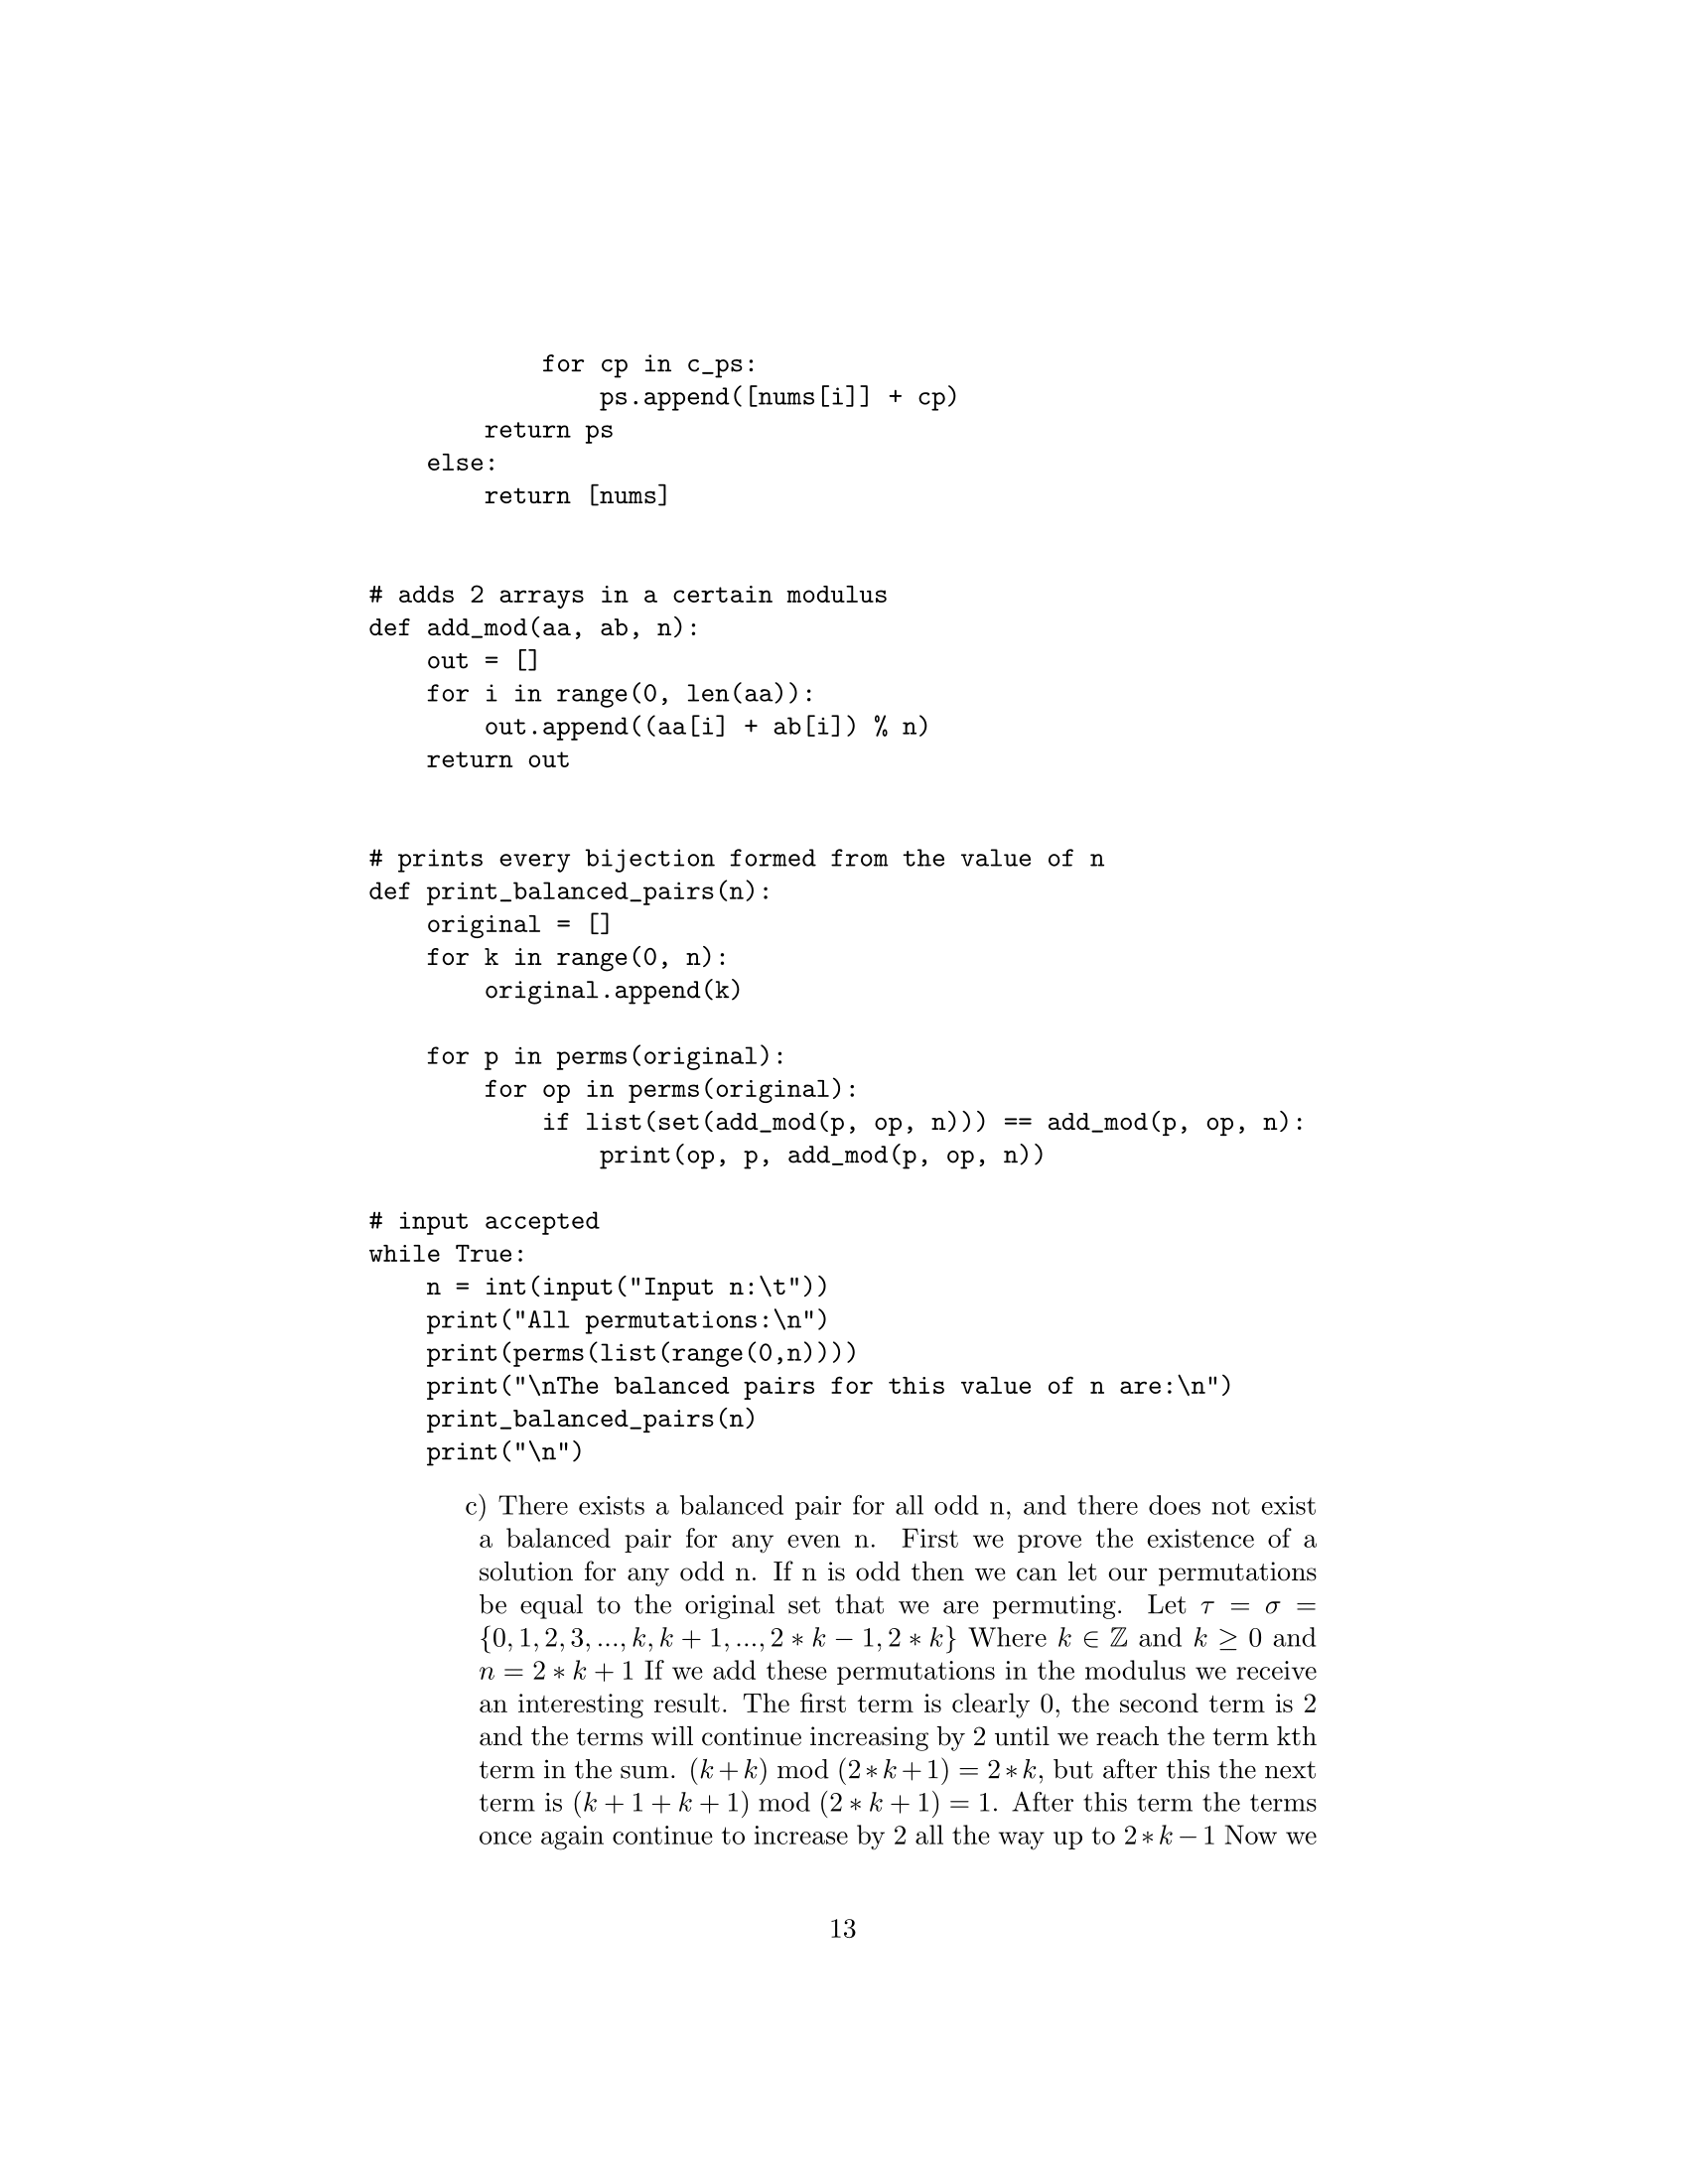 for cp in c_ps:
                ps.append([nums[i]] + cp)
        return ps
    else:
        return [nums]
# adds 2 arrays in a certain modulus
def add_mod(aa, ab, n):
    out = []
    for i in range(0, len(aa)):
        out.append((aa[i] + ab[i]) % n)
    return out
# prints every bijection formed from the value of n
def print_balanced_pairs(n):
    original = []
    for k in range(0, n):
        original.append(k)
    for p in perms(original):
        for op in perms(original):
            if list(set(add_mod(p, op, n))) == add_mod(p, op, n):
                print(op, p, add_mod(p, op, n))
# input accepted
while True:
    n = int(input("Input n:\t"))
    print("All permutations:\n")
    print(perms(list(range(0,n))))
    print("\nThe balanced pairs for this value of n are:\n")
    print_balanced_pairs(n)
    print("\n")
c) There exists a balanced pair for all odd n, and there does not exist
a balanced pair for any even n. First we prove the existence of a
solution for any odd n. If n is odd then we can let our permutations
be equal to the original set that we are permuting. Let τ = σ =
{0, 1, 2, 3, ..., k, k + 1, ..., 2 ∗ k − 1, 2 ∗ k} Where k ∈ ℤ and k ≥ 0 and
n = 2 ∗ k + 1 If we add these permutations in the modulus we receive
an interesting result. The first term is clearly 0, the second term is 2
and the terms will continue increasing by 2 until we reach the term kth
term in the sum. (k + k) mod (2 ∗ k + 1) = 2 ∗ k, but after this the next
term is (k + 1 + k + 1) mod (2 ∗ k + 1) = 1. After this term the terms
once again continue to increase by 2 all the way up to 2 ∗ k − 1 Now we
13